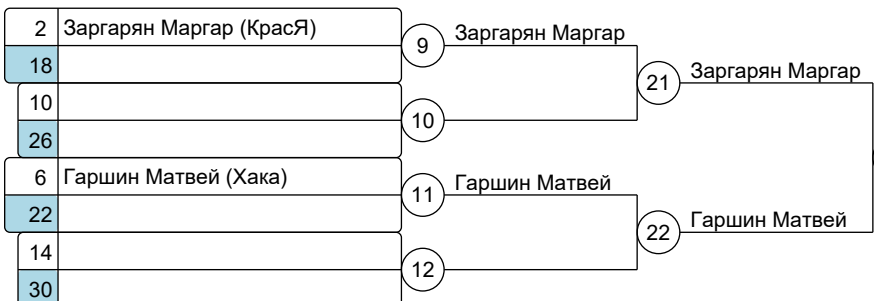 2 Заргарян Маргар (КрасЯ)
18
10
26
6 Гаршин Матвей (Хака)
22
14
30
9 Заргарян Маргар
10
11 Гаршин Матвей
12
21 Заргарян Маргар
22 Гаршин Матвей